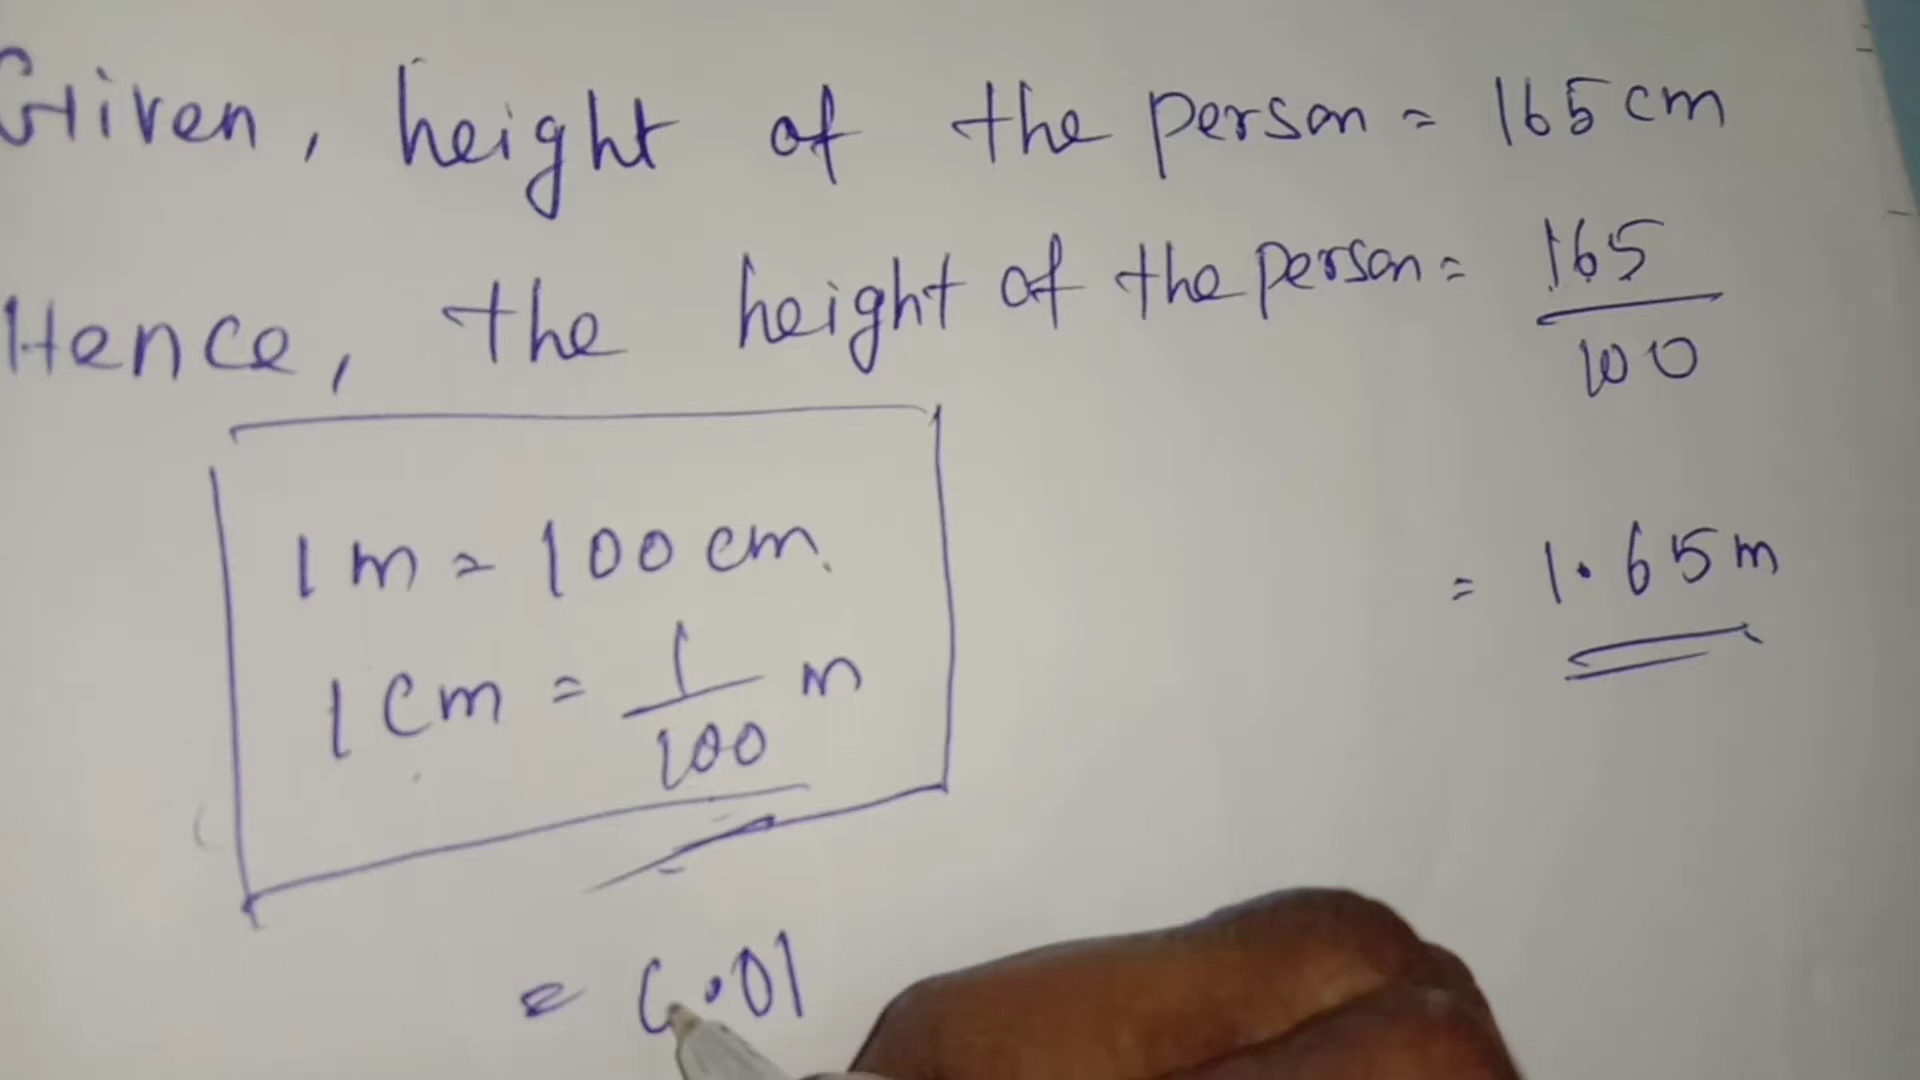 Given, height of the person = 165 cm
Hence, the height of the person = 165/100
1 m = 100 cm.
= 1.65 m
1 cm = 1/100 m
= 0.01